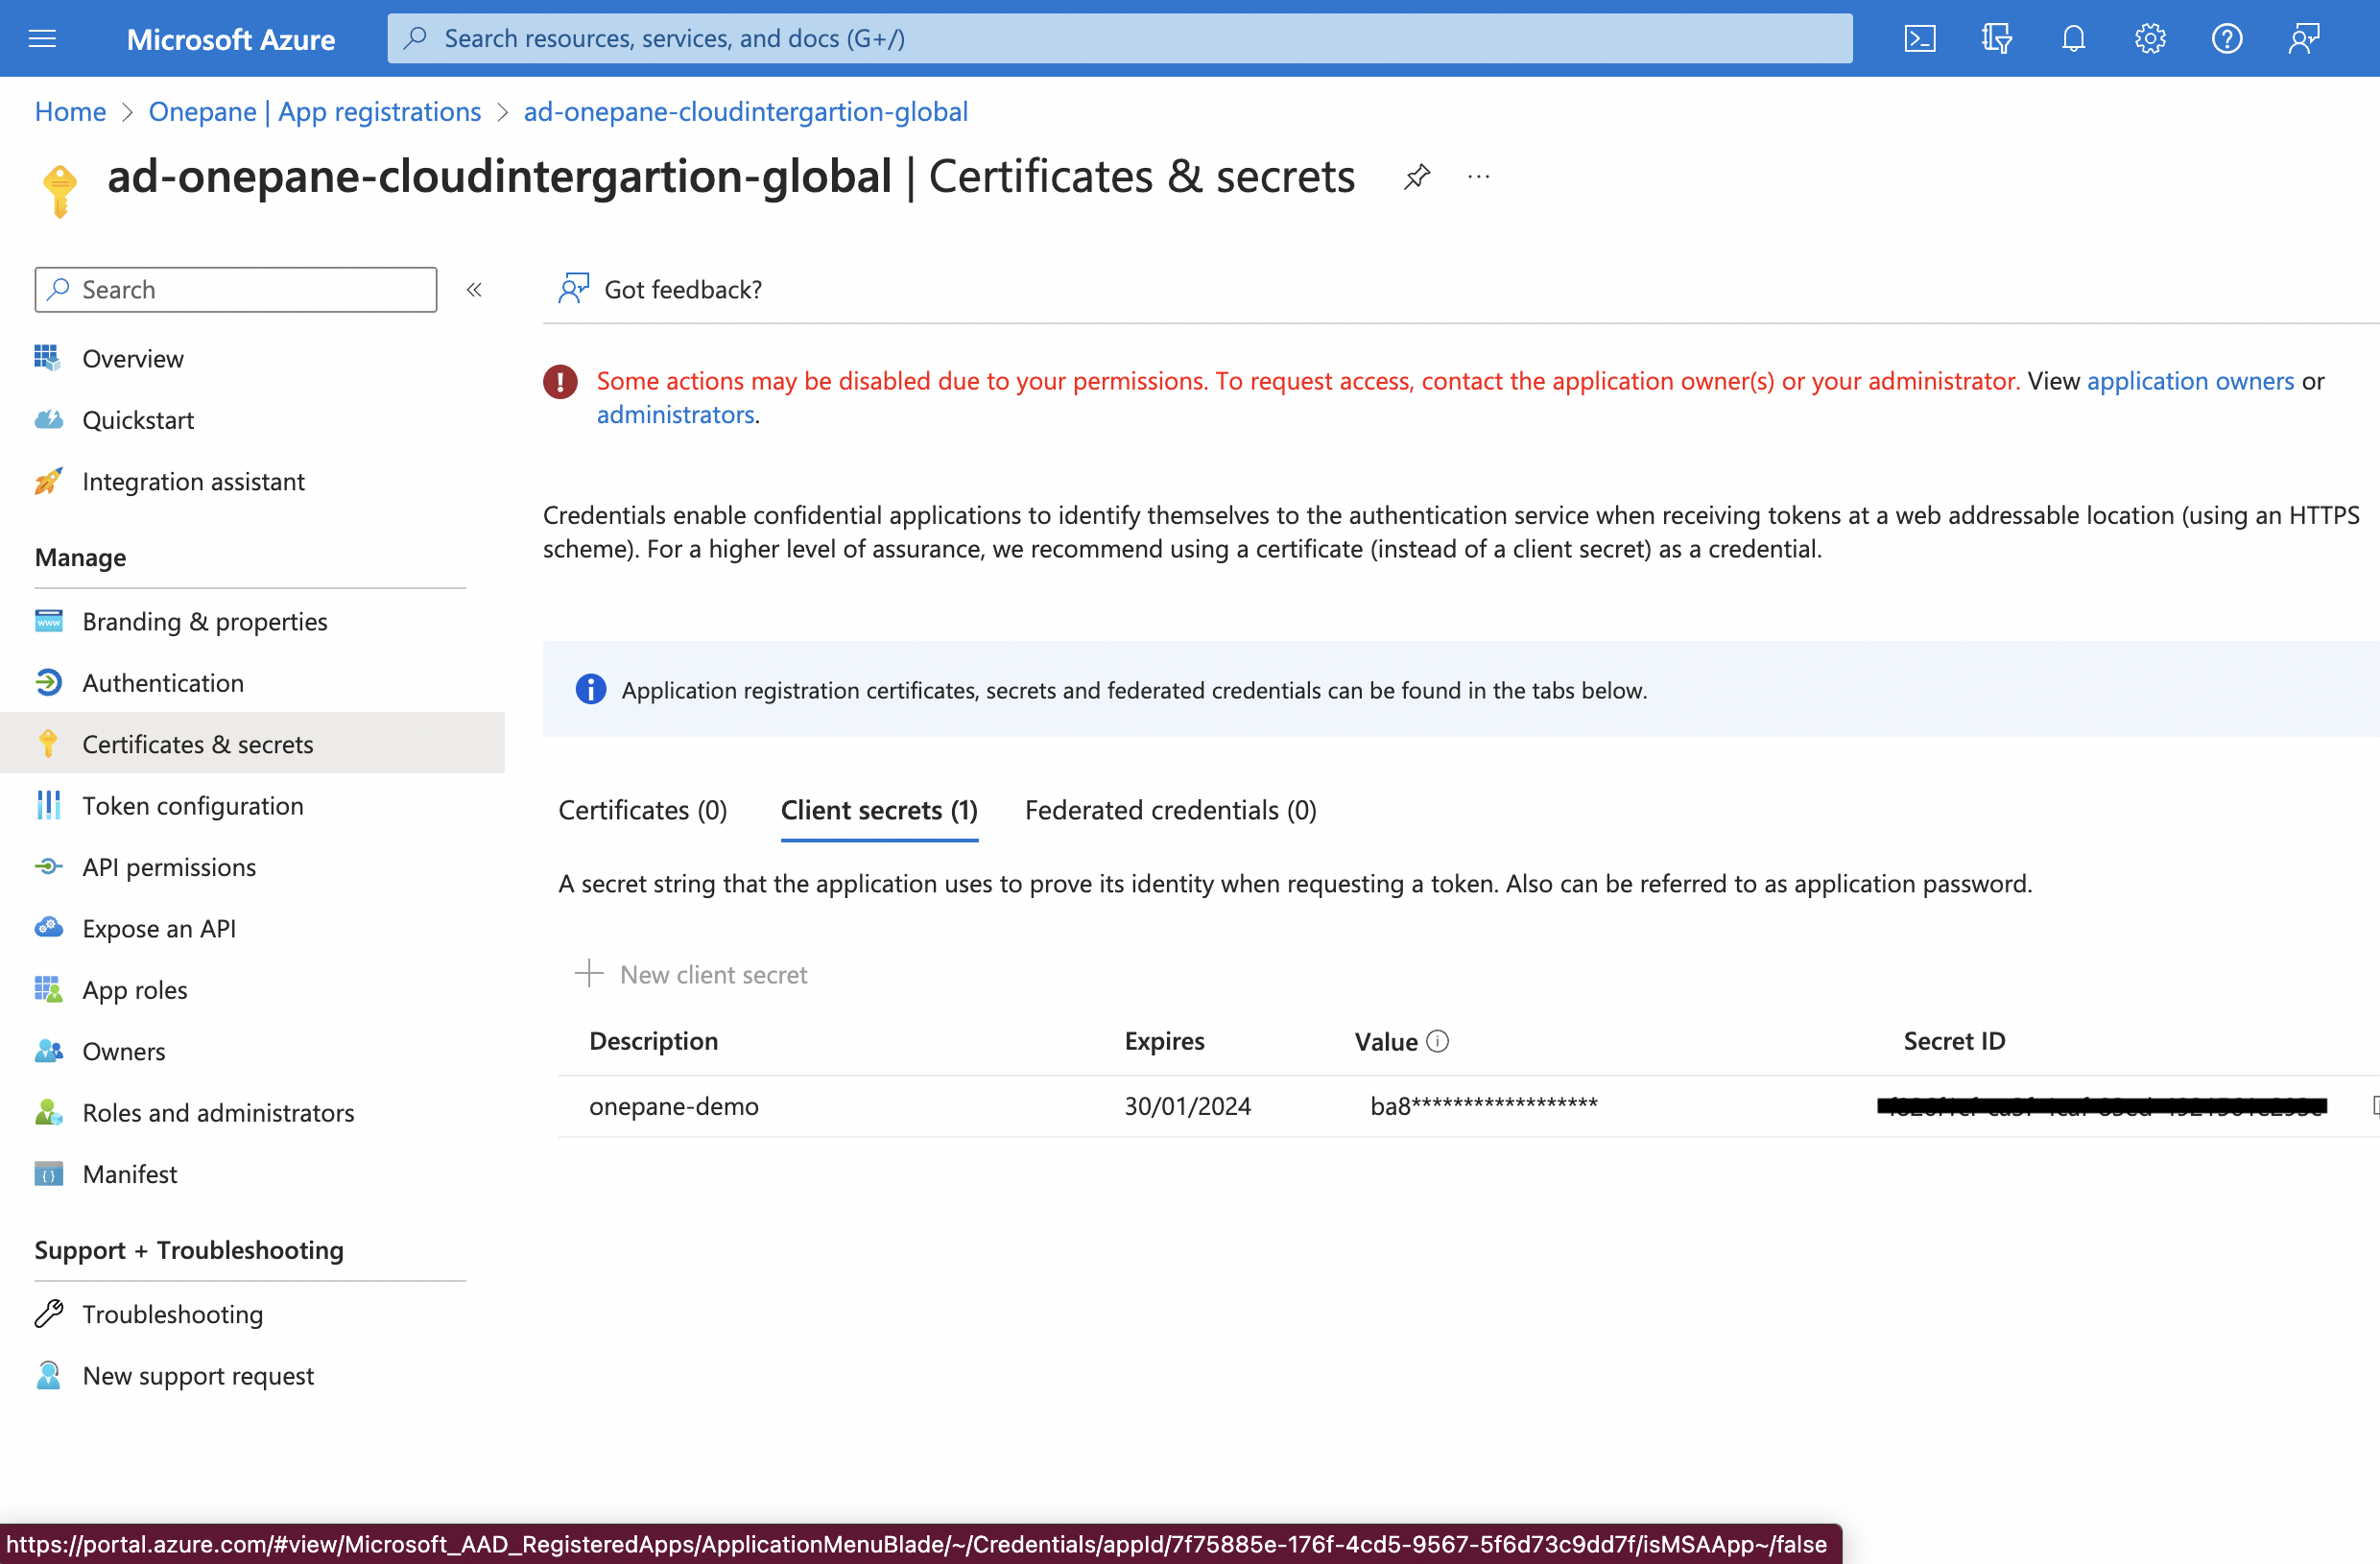 Microsoft Azure
Search resources, services, and docs (G+/)
Home > Onepane | App registrations > ad-onepane-cloudintergartion-global
ad-onepane-cloudintergartion-global | Certificates & secrets
Search
Overview
Quickstart
Integration assistant
Manage
Branding & properties
Authentication
Certificates & secrets
Token configuration
API permissions
Expose an API
App roles
Owners
Roles and administrators
Manifest
Support + Troubleshooting
Troubleshooting
New support request
Got feedback?
Some actions may be disabled due to your permissions. To request access, contact the application owner(s) or your administrator. View application owners or
administrators.
Credentials enable confidential applications to identify themselves to the authentication service when receiving tokens at a web addressable location (using an HTTPS
scheme). For a higher level of assurance, we recommend using a certificate (instead of a client secret) as a credential.
Application registration certificates, secrets and federated credentials can be found in the tabs below.
Certificates (0) Client secrets (1) Federated credentials (0)
A secret string that the application uses to prove its identity when requesting a token. Also can be referred to as application password.
New client secret
Description Expires Value Secret ID
onepane-demo 30/01/2024 ba8******************
https://portal.azure.com/#view/Microsoft_AAD_RegisteredApps/ApplicationMenuBlade/~/Credentials/appId/7f75885e-176f-4cd5-9567-5f6d73c9dd7f/isMSAApp~/false